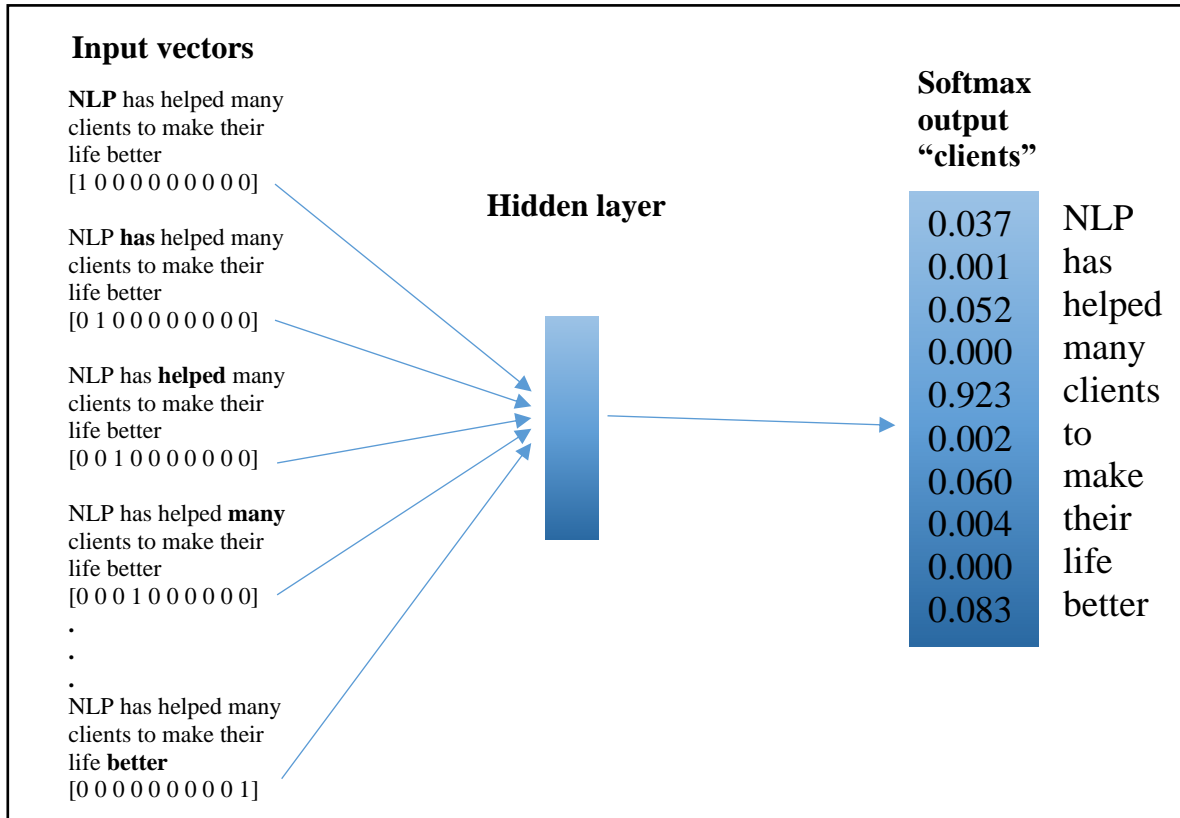 Input vectors
NLP has helped many
clients to make their
life better
[1 0 0 0 0 0 0 0 0 0]
NLP has helped many
clients to make their
life better
[0 1 0 0 0 0 0 0 0 0]
NLP has helped many
clients to make their
life better
[0 0 1 0 0 0 0 0 0 0]
NLP has helped many
clients to make their
life better
[0 0 0 1 0 0 0 0 0 0]
.
.
.
NLP has helped many
clients to make their
life better
[0 0 0 0 0 0 0 0 0 0 1]
Hidden layer
Softmax
output
“clients”
0.037 NLP
0.001 has
0.052 helped
0.000 many
0.923 clients
0.002 to
0.060 make
0.004 their
0.000 life
0.083 better